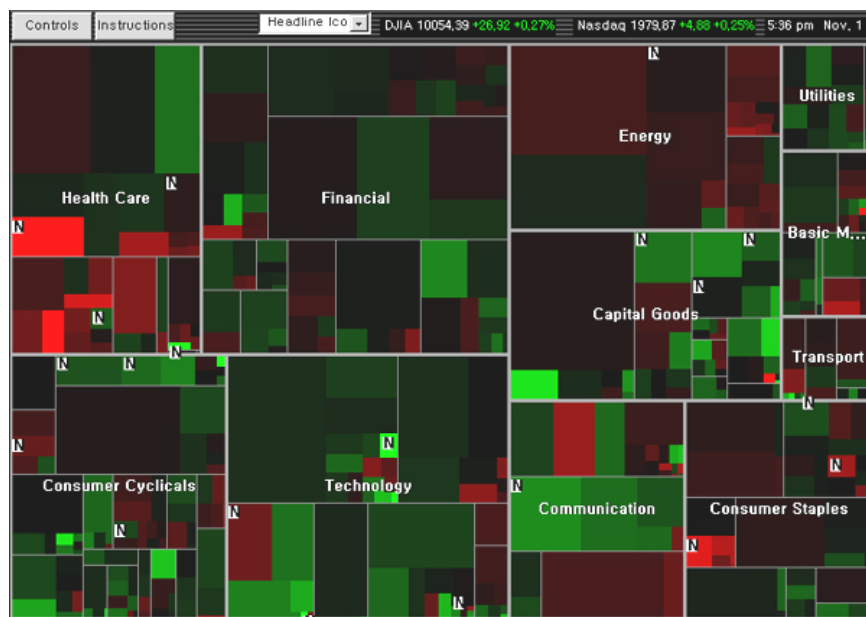 Controls
Instructions
Headline Ico
DJIA 10054,39 +26,92 +0,27%
Nasdaq 1979,87 +4,88 +0,25%
5:36 pm Nov, 1
N
Utilities
Energy
N
Health Care
Financial
N
Basic M...
N
N
N
Capital Goods
N
N
Transport
N
N
N
N
N
Consumer Cyclicals
Technology
N
Communication
Consumer Staples
N
N
N
N
N